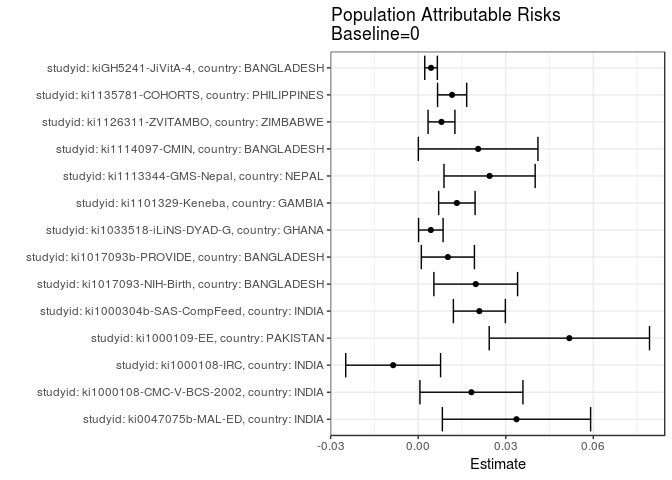 Population Attributable Risks
Baseline=0
studyid: kiGH5241-JiVitA-4, country: BANGLADESH
studyid: ki1135781-COHORTS, country: PHILIPPINES
studyid: ki1126311-ZVITAMBO, country: ZIMBABWE
studyid: ki1114097-CMIN, country: BANGLADESH
studyid: ki1113344-GMS-Nepal, country: NEPAL
studyid: ki1101329-Keneba, country: GAMBIA
studyid: ki1033518-iLiNS-DYAD-G, country: GHANA
studyid: ki1017093b-PROVIDE, country: BANGLADESH
studyid: ki1017093-NIH-Birth, country: BANGLADESH
studyid: ki1000304b-SAS-CompFeed, country: INDIA
studyid: ki1000109-EE, country: PAKISTAN
studyid: ki1000108-IRC, country: INDIA
studyid: ki1000108-CMC-V-BCS-2002, country: INDIA
studyid: ki0047075b-MAL-ED, country: INDIA
-0.03 0.00 0.03 0.06
Estimate